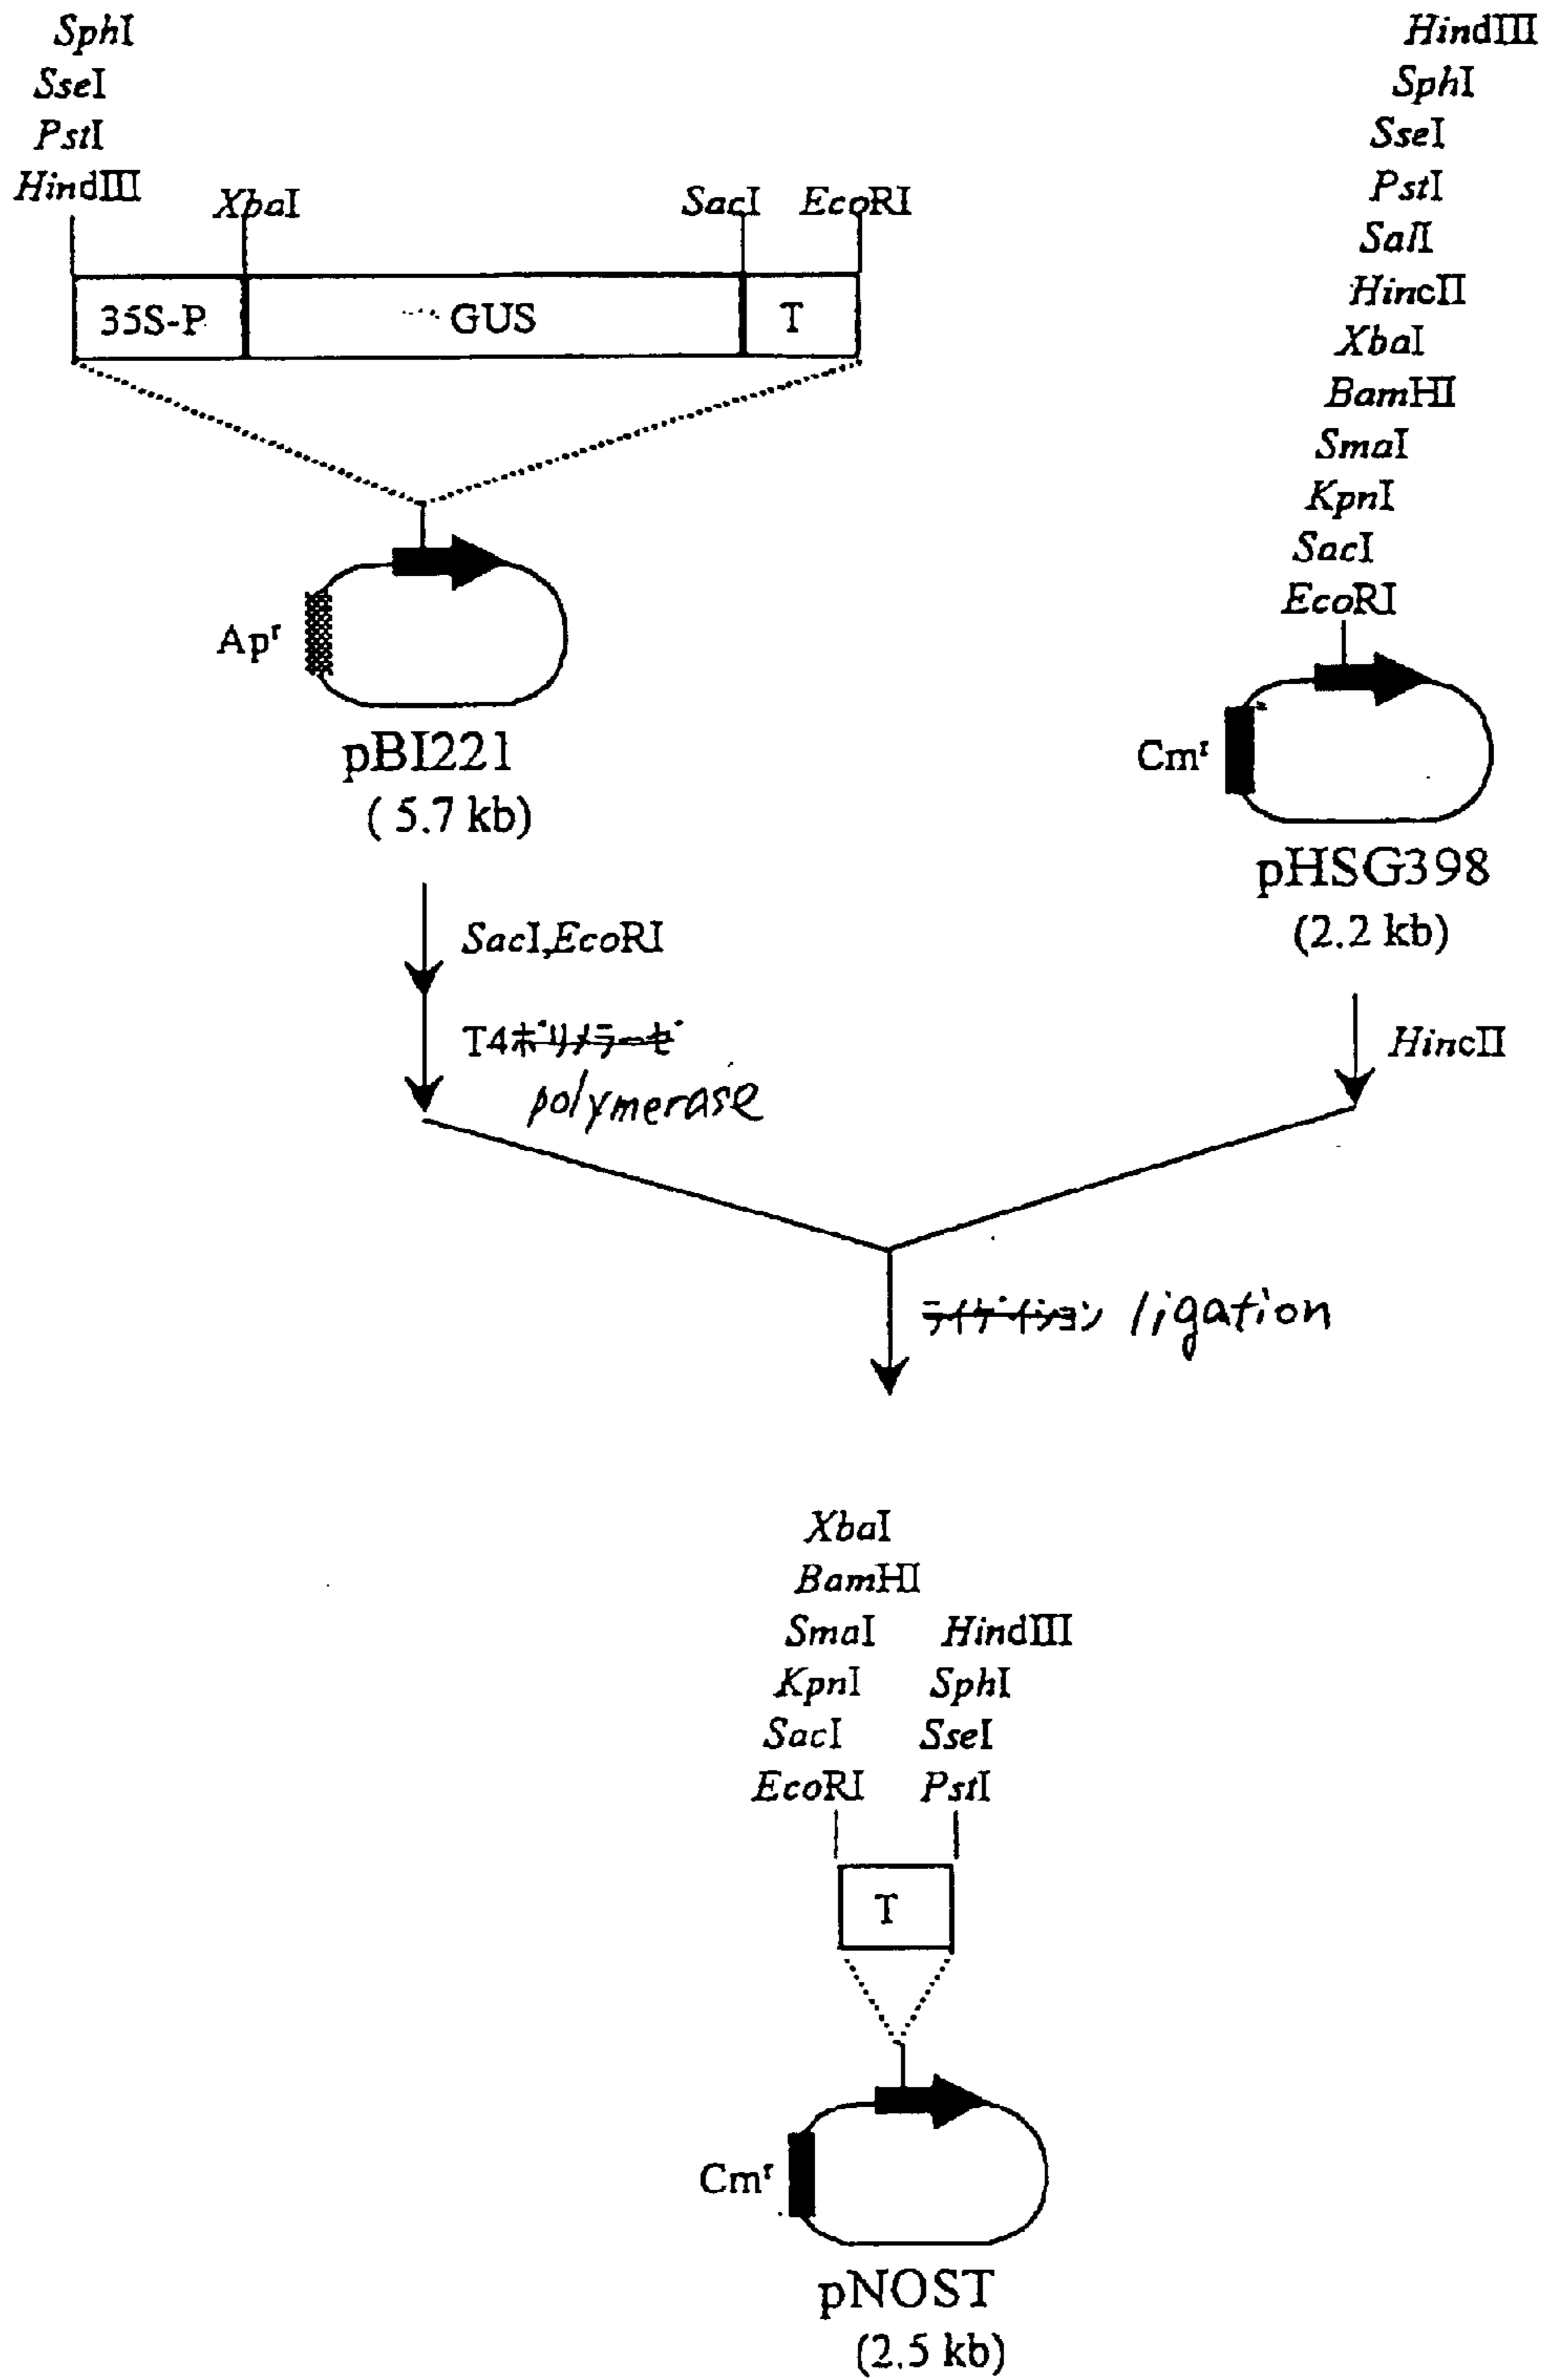 SphI
SseI
PstI
HindIII
XbaI
SacI
EcoRI
35S-P
GUS
T
Apʳ
pBI221
( 5.7 kb)
HindIII
SphI
SseI
PstI
SalI
HincII
XbaI
BamHI
SmaI
KpnI
SacI
EcoRI
Cmʳ
pHSG398
(2.2 kb)
SacI,EcoRI
T4ポリメラーゼ
polymerase
HincII
ライゲイション ligation
XbaI
BamHI
SmaI
KpnI
SacI
EcoRI
HindIII
SphI
SseI
PstI
T
Cmʳ
pNOST
(2.5 kb)